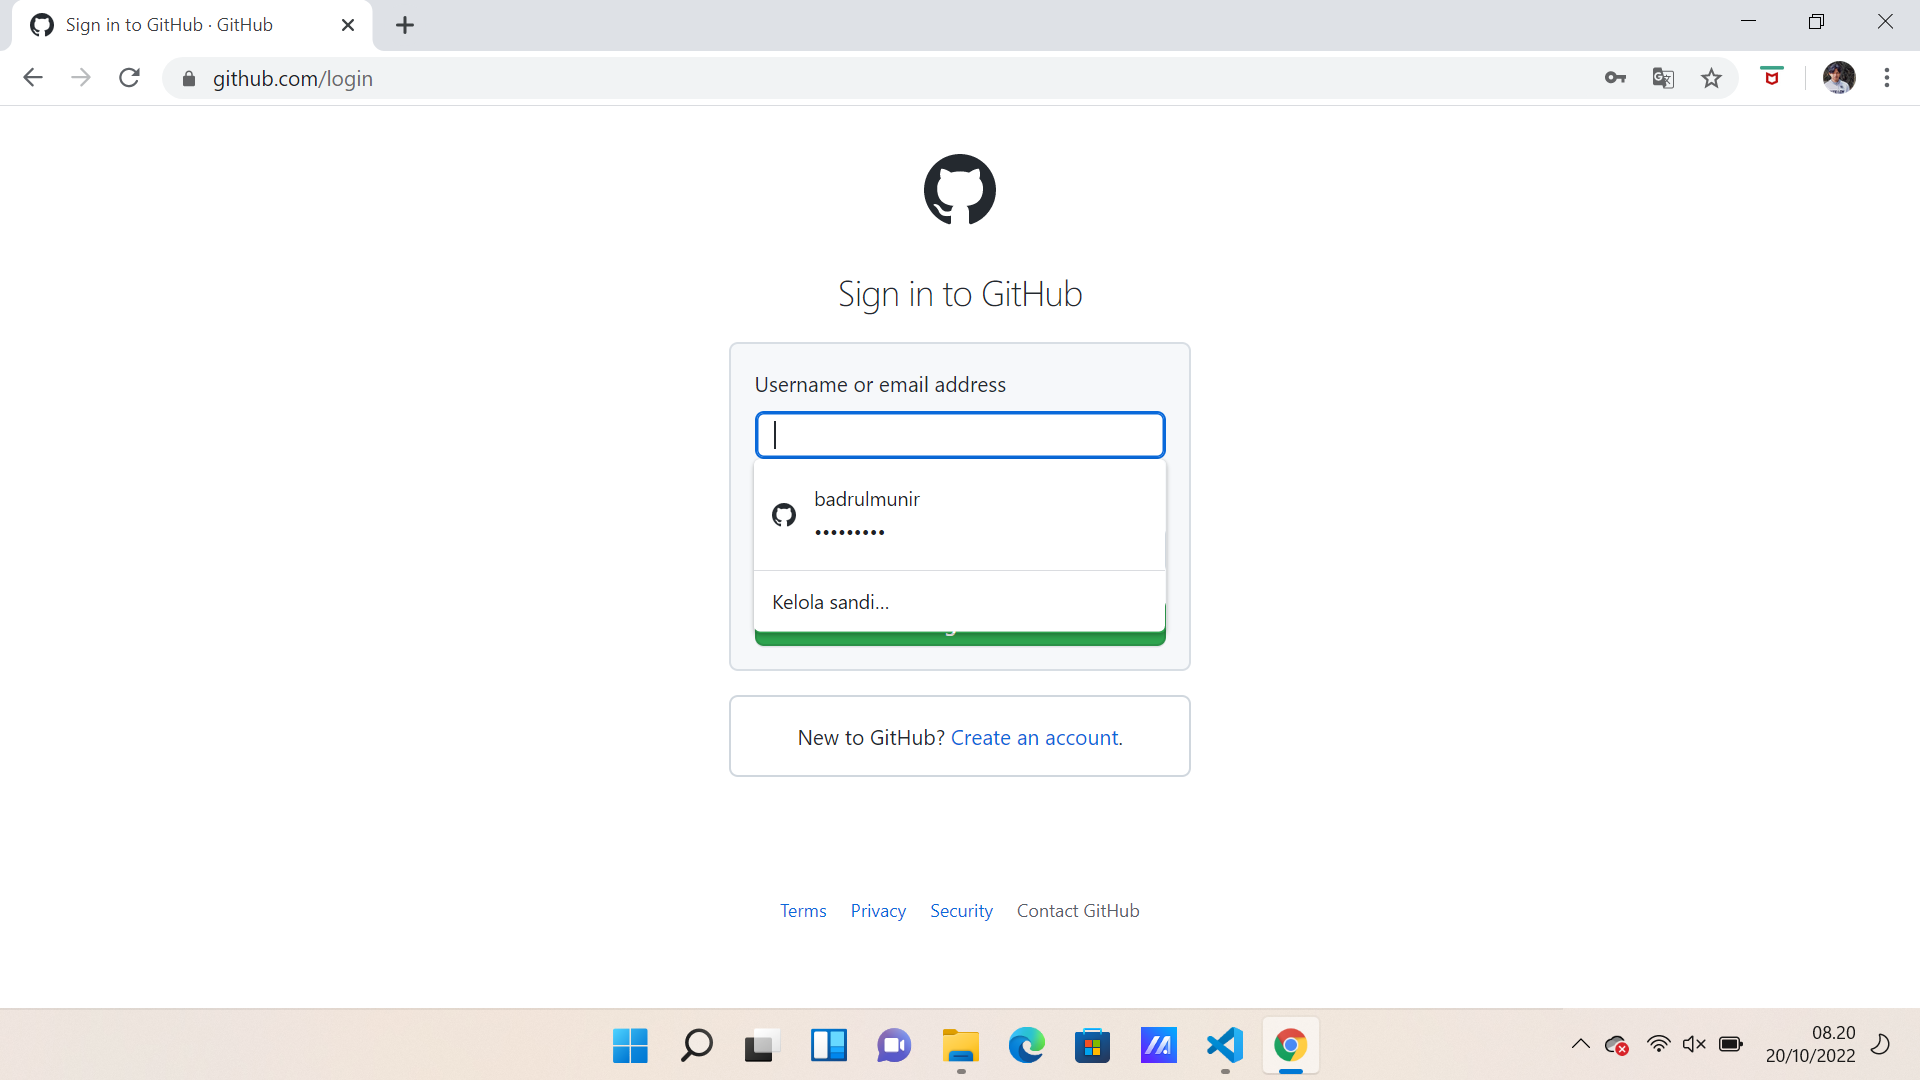 Sign in to GitHub · GitHub
github.com/login
Sign in to GitHub
Username or email address
badrulmunir
•••••••••
Kelola sandi...
New to GitHub? Create an account.
Terms Privacy Security Contact GitHub
08.20
20/10/2022